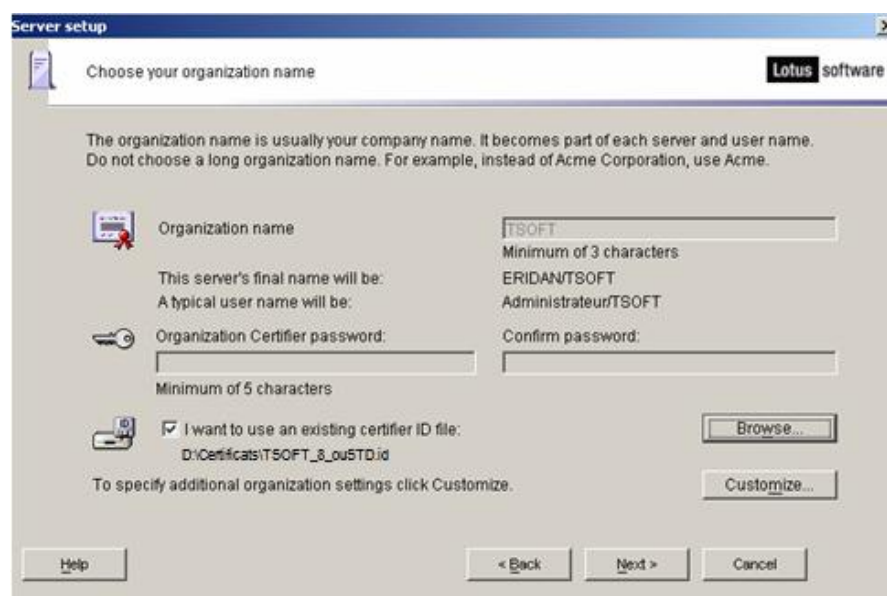 Server setup
Choose your organization name
Lotus software
The organization name is usually your company name. It becomes part of each server and user name.
Do not choose a long organization name. For example, instead of Acme Corporation, use Acme.
Organization name
TSOFT
Minimum of 3 characters
This server's final name will be:
ERIDAN/TSOFT
A typical user name will be:
Administrateur/TSOFT
Organization Certifier password:
Confirm password:
Minimum of 5 characters
I want to use an existing certifier ID file:
Browse...
D:\Certificats\TSOFT_8_ouSTD.id
To specify additional organization settings click Customize.
Customize...
Help
< Back
Next >
Cancel